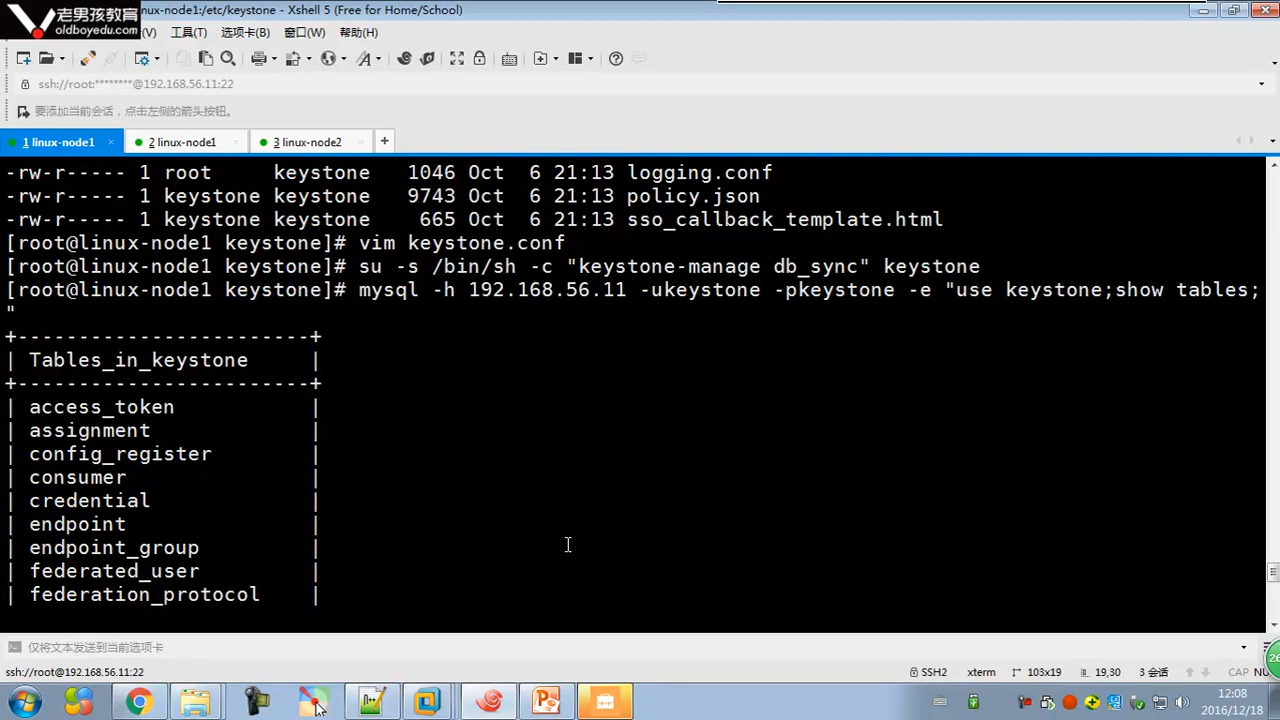 老男孩教育
oldboyedu.com
nux-node1:/etc/keystone - Xshell 5 (Free for Home/School)
(V) 工具(T) 选项卡(B) 窗口(W) 帮助(H)
ssh://root:********@192.168.56.11:22
要添加当前会话，点击左侧的箭头按钮。
1 linux-node1 × 2 linux-node1 × 3 linux-node2 × +
-rw-r----- 1 root     keystone   1046 Oct  6 21:13 logging.conf
-rw-r----- 1 keystone keystone   9743 Oct  6 21:13 policy.json
-rw-r----- 1 keystone keystone    665 Oct  6 21:13 sso_callback_template.html
[root@linux-node1 keystone]# vim keystone.conf
[root@linux-node1 keystone]# su -s /bin/sh -c "keystone-manage db_sync" keystone
[root@linux-node1 keystone]# mysql -h 192.168.56.11 -ukeystone -pkeystone -e "use keystone;show tables;
"
+------------------------+
| Tables_in_keystone     |
+------------------------+
| access_token           |
| assignment             |
| config_register        |
| consumer               |
| credential             |
| endpoint               |
| endpoint_group         |
| federated_user         |
| federation_protocol    |
仅将文本发送到当前选项卡
ssh://root@192.168.56.11:22 SSH2 xterm 103x19 19,30 3 会话 CAP NU
26
12:08
2016/12/18